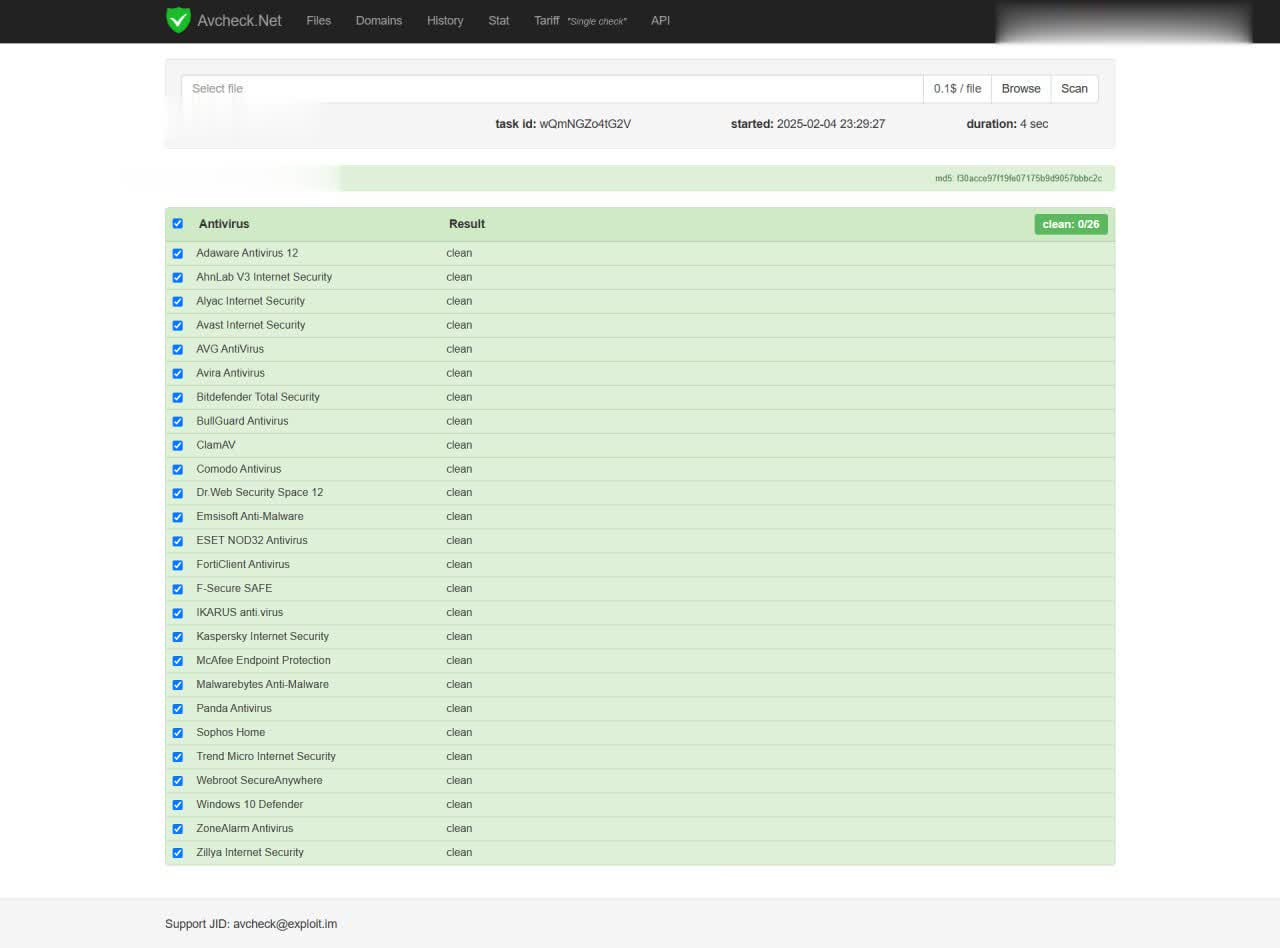 Avcheck.Net Files Domains History Stat Tariff "Single check" API
Select file 0.1$ / file Browse Scan
task id: wQmNGZo4tG2V started: 2025-02-04 23:29:27 duration: 4 sec
md5: f30acce97f19fe07175b9d9057bbbc2c
Antivirus Result clean: 0/26
Adaware Antivirus 12 clean
AhnLab V3 Internet Security clean
Alyac Internet Security clean
Avast Internet Security clean
AVG AntiVirus clean
Avira Antivirus clean
Bitdefender Total Security clean
BullGuard Antivirus clean
ClamAV clean
Comodo Antivirus clean
Dr.Web Security Space 12 clean
Emsisoft Anti-Malware clean
ESET NOD32 Antivirus clean
FortiClient Antivirus clean
F-Secure SAFE clean
IKARUS anti.virus clean
Kaspersky Internet Security clean
McAfee Endpoint Protection clean
Malwarebytes Anti-Malware clean
Panda Antivirus clean
Sophos Home clean
Trend Micro Internet Security clean
Webroot SecureAnywhere clean
Windows 10 Defender clean
ZoneAlarm Antivirus clean
Zillya Internet Security clean
Support JID: avcheck@exploit.im